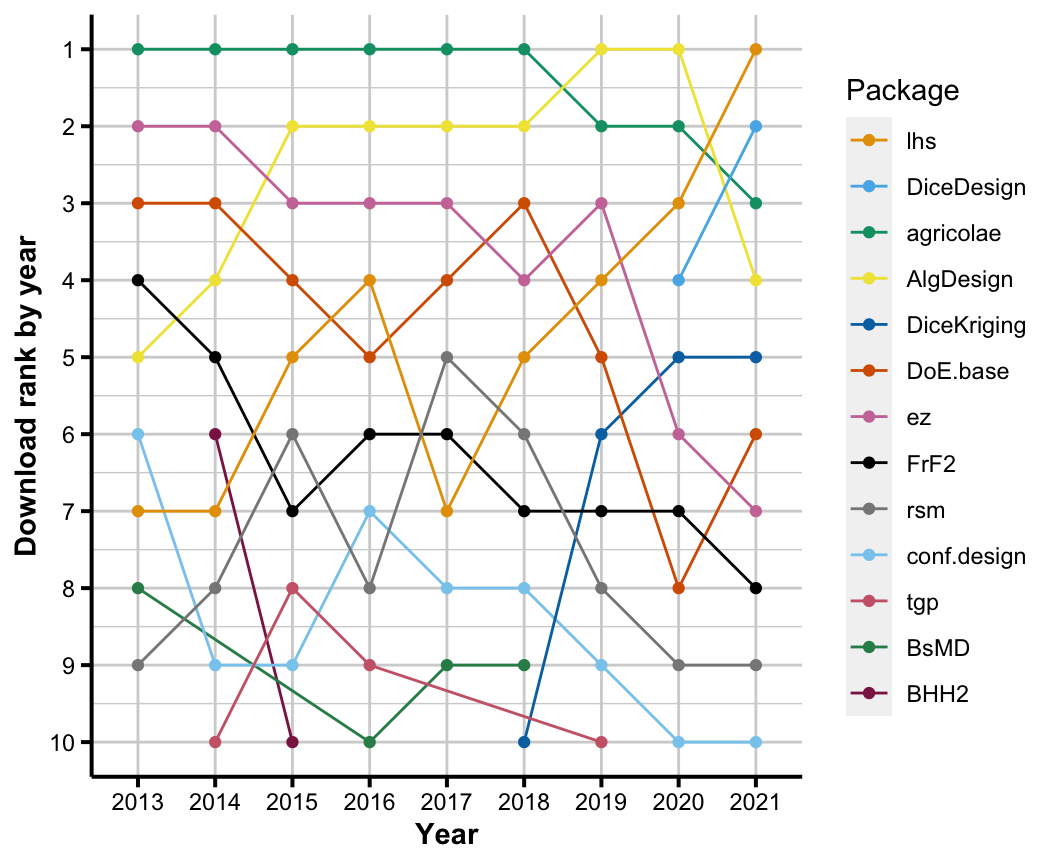 Download rank by year
1
2
3
4
5
6
7
8
9
10
2013 2014 2015 2016 2017 2018 2019 2020 2021
Year
Package
lhs
DiceDesign
agricolae
AlgDesign
DiceKriging
DoE.base
ez
FrF2
rsm
conf.design
tgp
BsMD
BHH2